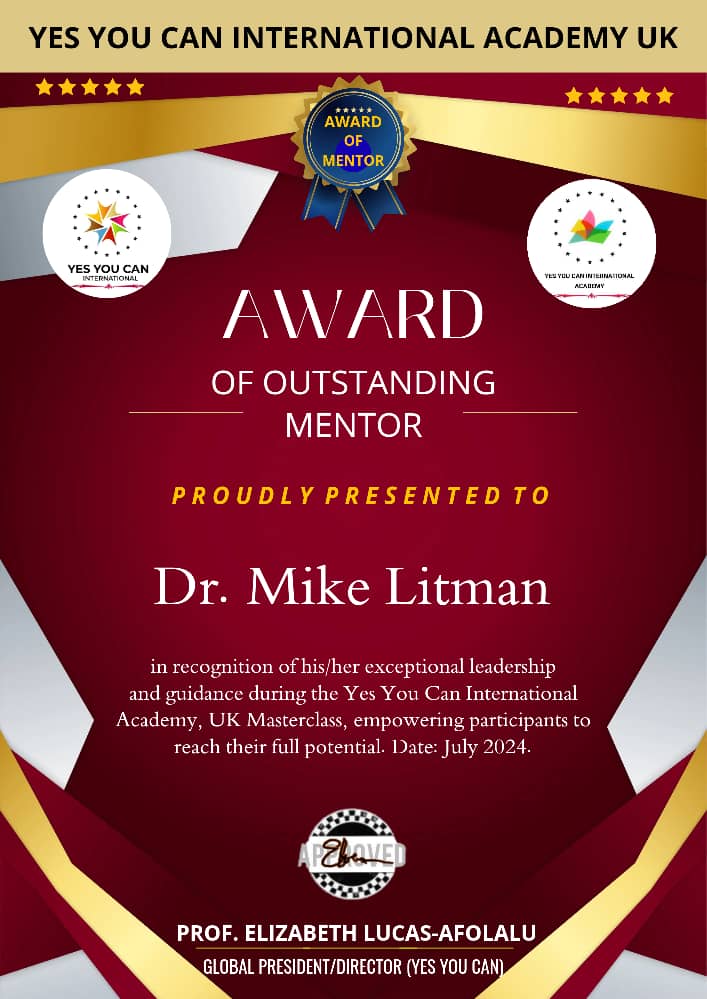 YES YOU CAN INTERNATIONAL ACADEMY UK
AWARD
OF
MENTOR
YES YOU CAN
INTERNATIONAL
YES YOU CAN INTERNATIONAL
ACADEMY
AWARD
OF OUTSTANDING
MENTOR
PROUDLY PRESENTED TO
Dr. Mike Litman
in recognition of his/her exceptional leadership
and guidance during the Yes You Can International
Academy, UK Masterclass, empowering participants to
reach their full potential. Date: July 2024.
APPROVED
PROF. ELIZABETH LUCAS-AFOLALU
GLOBAL PRESIDENT/DIRECTOR (YES YOU CAN)